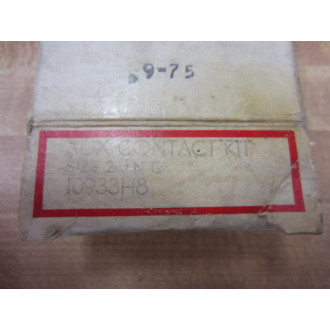 9-75
AUX CONTACT KIT
SIZE 2
10933H8